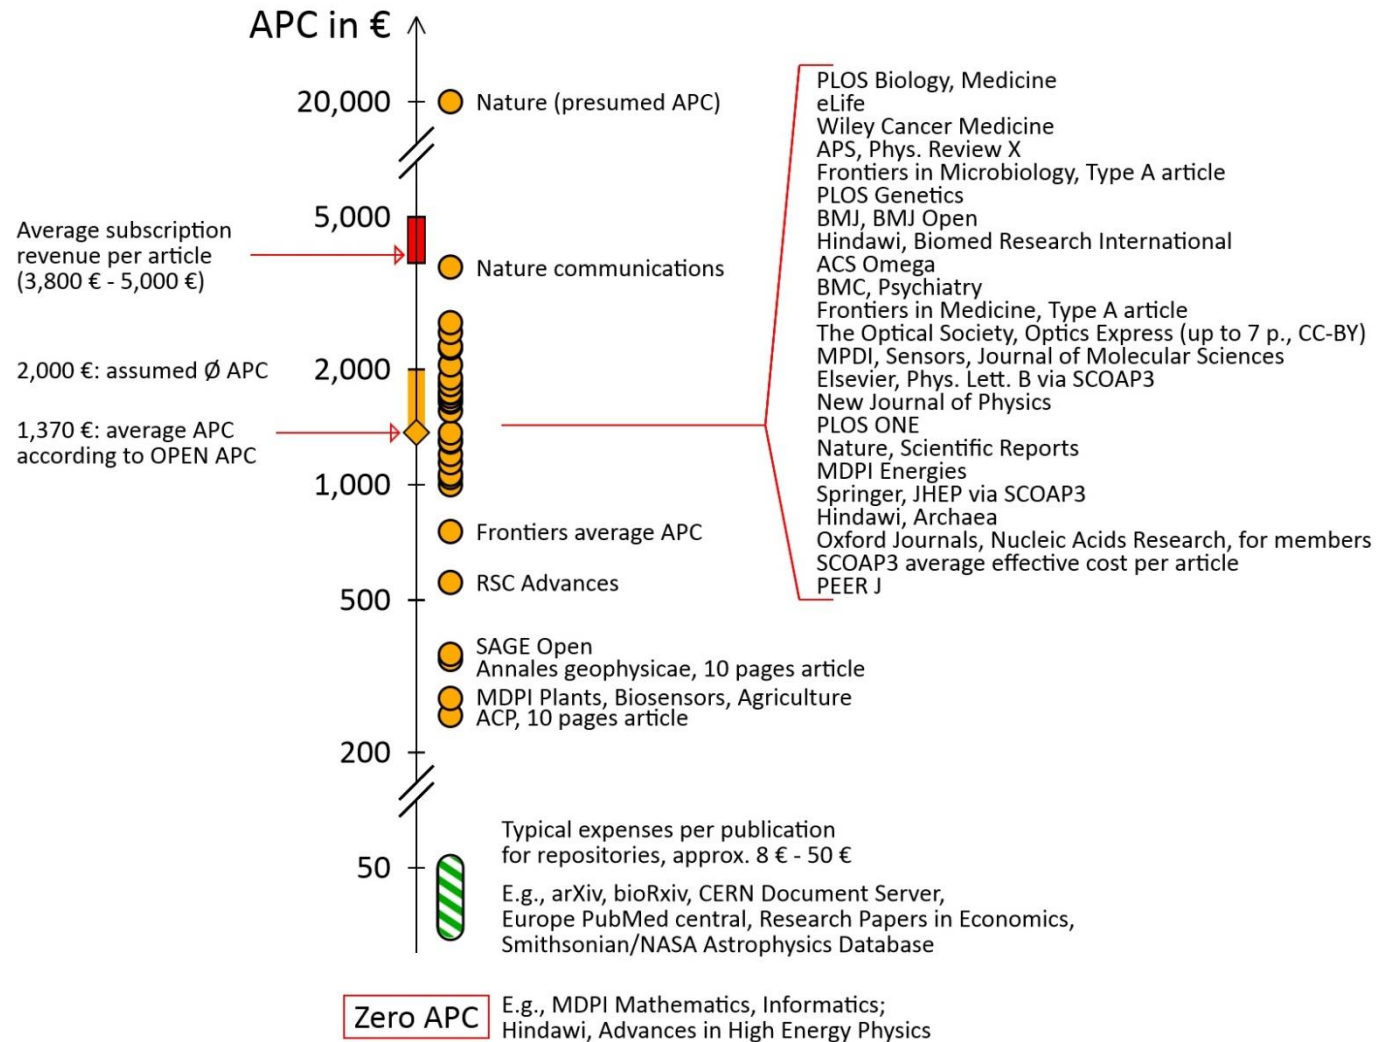 APC in €
20,000
Nature (presumed APC)
5,000
Average subscription
revenue per article
(3,800 € - 5,000 €)
Nature communications
2,000 €: assumed Ø APC
2,000
1,370 €: average APC
according to OPEN APC
1,000
Frontiers average APC
RSC Advances
500
SAGE Open
Annales geophysicae, 10 pages article
MDPI Plants, Biosensors, Agriculture
ACP, 10 pages article
200
PLOS Biology, Medicine
eLife
Wiley Cancer Medicine
APS, Phys. Review X
Frontiers in Microbiology, Type A article
PLOS Genetics
BMJ, BMJ Open
Hindawi, Biomed Research International
ACS Omega
BMC, Psychiatry
Frontiers in Medicine, Type A article
The Optical Society, Optics Express (up to 7 p., CC-BY)
MPDI, Sensors, Journal of Molecular Sciences
Elsevier, Phys. Lett. B via SCOAP3
New Journal of Physics
PLOS ONE
Nature, Scientific Reports
MDPI Energies
Springer, JHEP via SCOAP3
Hindawi, Archaea
Oxford Journals, Nucleic Acids Research, for members
SCOAP3 average effective cost per article
PEER J
50
Typical expenses per publication
for repositories, approx. 8 € - 50 €
E.g., arXiv, bioRxiv, CERN Document Server,
Europe PubMed central, Research Papers in Economics,
Smithsonian/NASA Astrophysics Database
Zero APC
E.g., MDPI Mathematics, Informatics;
Hindawi, Advances in High Energy Physics